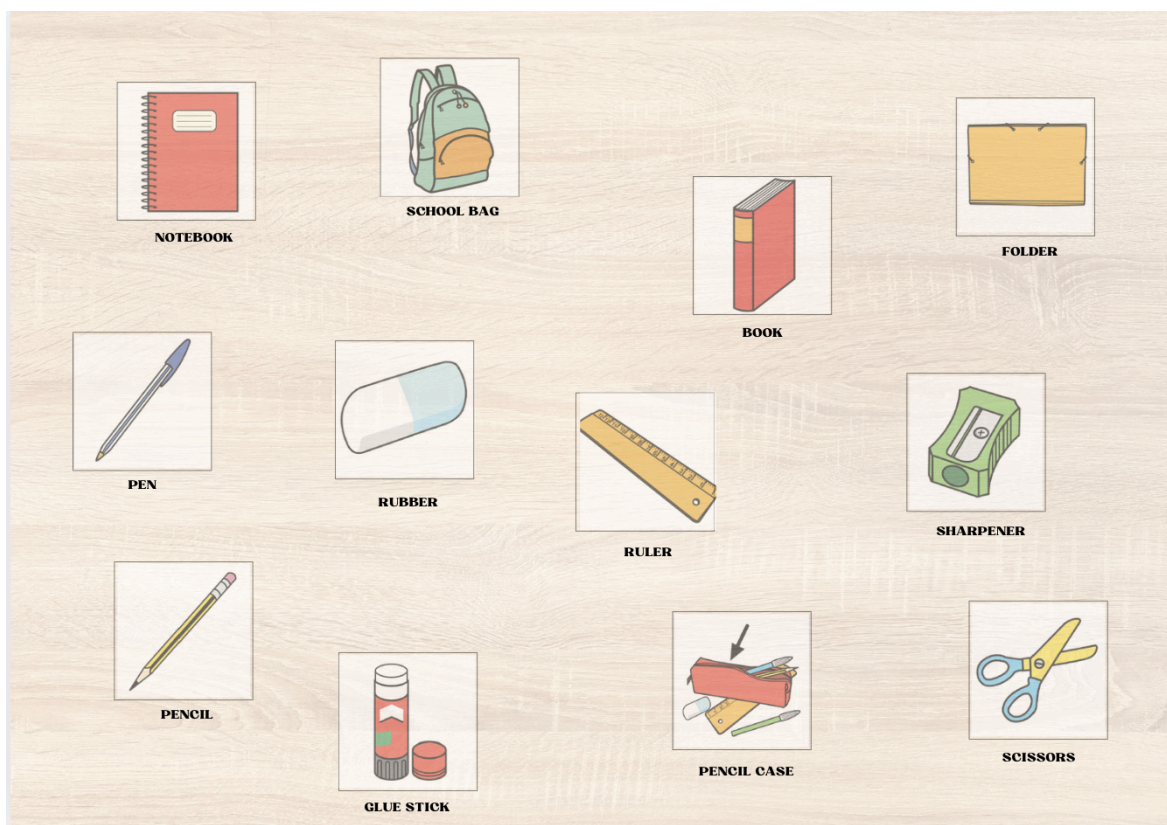 NOTEBOOK
SCHOOL BAG
BOOK
FOLDER
PEN
RUBBER
RULER
SHARPENER
PENCIL
GLUE STICK
PENCIL CASE
SCISSORS